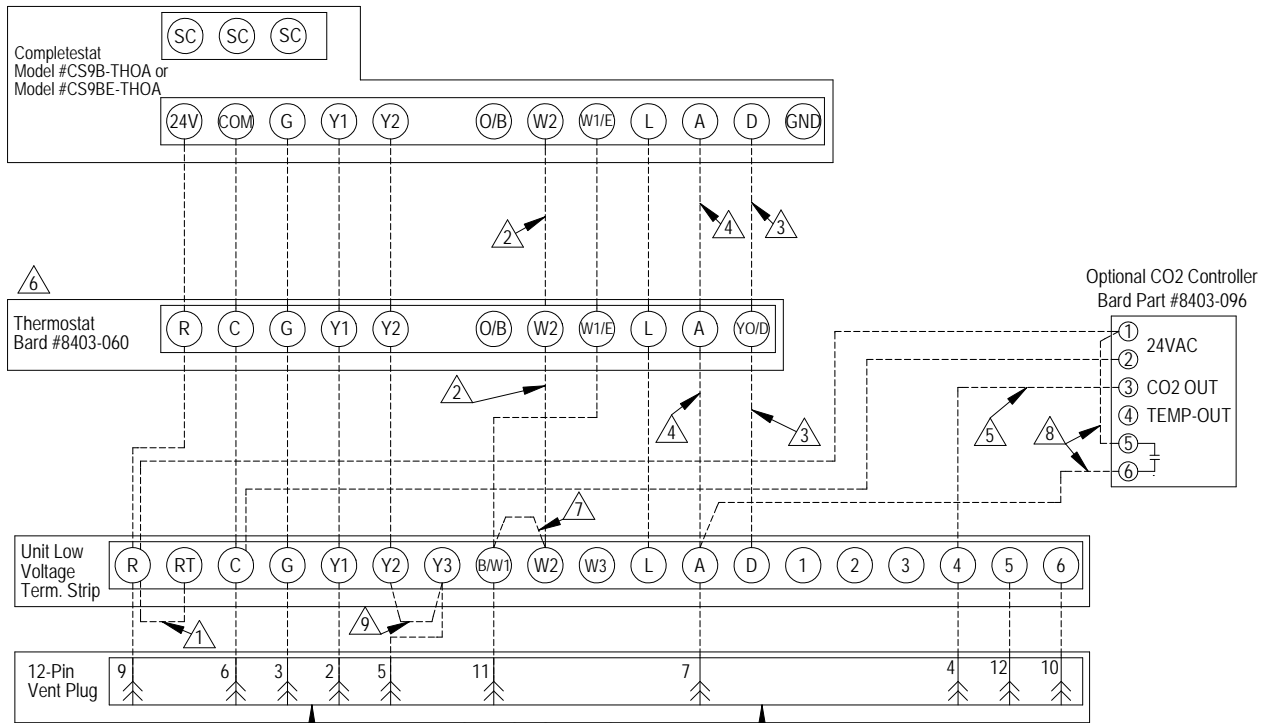 SC SC SC
Completestat
Model #CS9B-THOA or
Model #CS9BE-THOA
24V COM G Y1 Y2 O/B W2 W1/E L A D GND
2 4 3
6
Optional CO2 Controller
Bard Part #8403-096
Thermostat
Bard #8403-060
R C G Y1 Y2 O/B W2 W1/E L A YO/D
1
24VAC
2
3 CO2 OUT
4 TEMP-OUT
5
6
2 4 3 5 8
7
Unit Low
Voltage
Term. Strip
R RT C G Y1 Y2 Y3 B/W1 W2 W3 L A D 1 2 3 4 5 6
1 9
12-Pin
Vent Plug
9 6 3 2 5 11 7 4 12 10